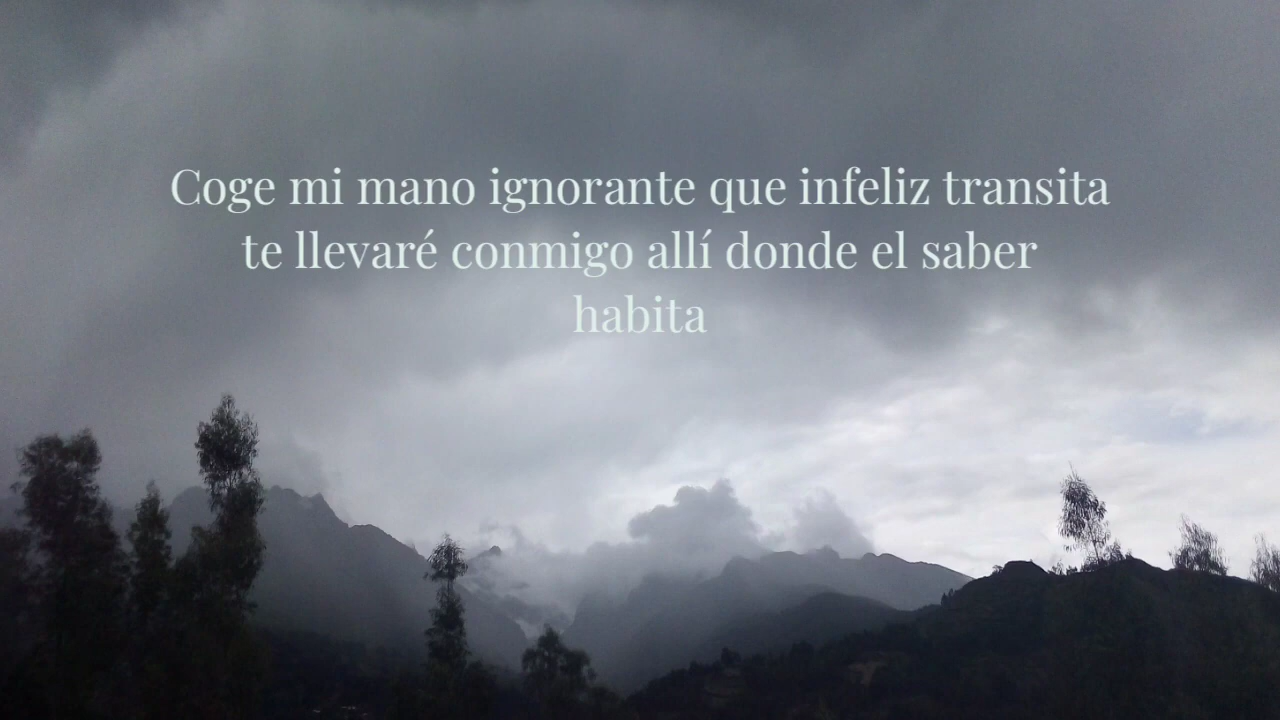 Coge mi mano ignorante que infeliz transita
te llevaré conmigo allí donde el saber
habita